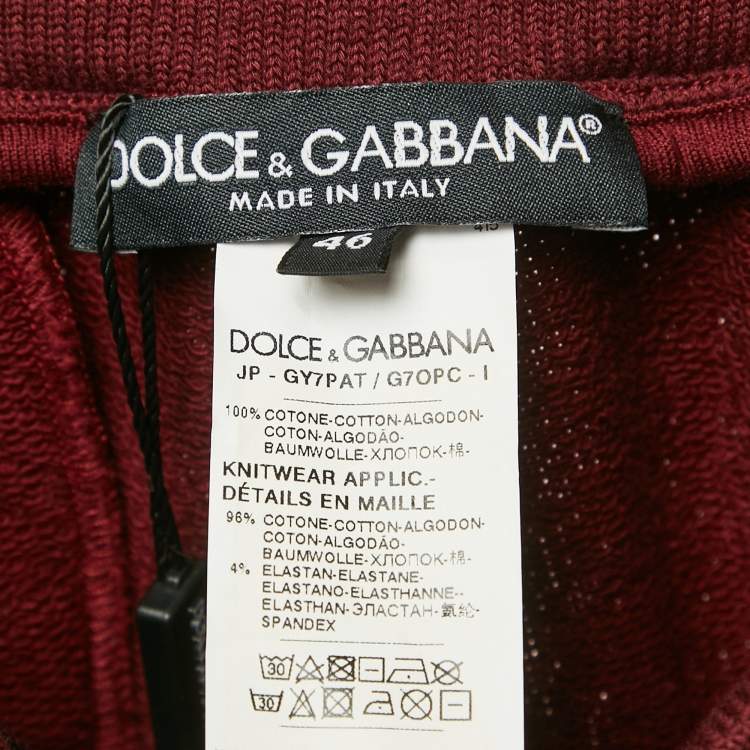 DOLCE & GABBANA®
MADE IN ITALY
46
415
DOLCE & GABBANA
JP - GY7PAT / G7OPC - I
100% COTONE-COTTON-ALGODON-
COTON-ALGODÃO-
BAUMWOLLE-ХЛОПОК-棉-
KNITWEAR APPLIC.-
DÉTAILS EN MAILLE
96% COTONE-COTTON-ALGODON-
COTON-ALGODÃO-
BAUMWOLLE-ХЛОПОК-棉-
4% ELASTAN-ELASTANE-
ELASTANO-ELASTHANNE--
ELASTHAN-ЭЛАСТАН-氨纶-
SPANDEX
30
30